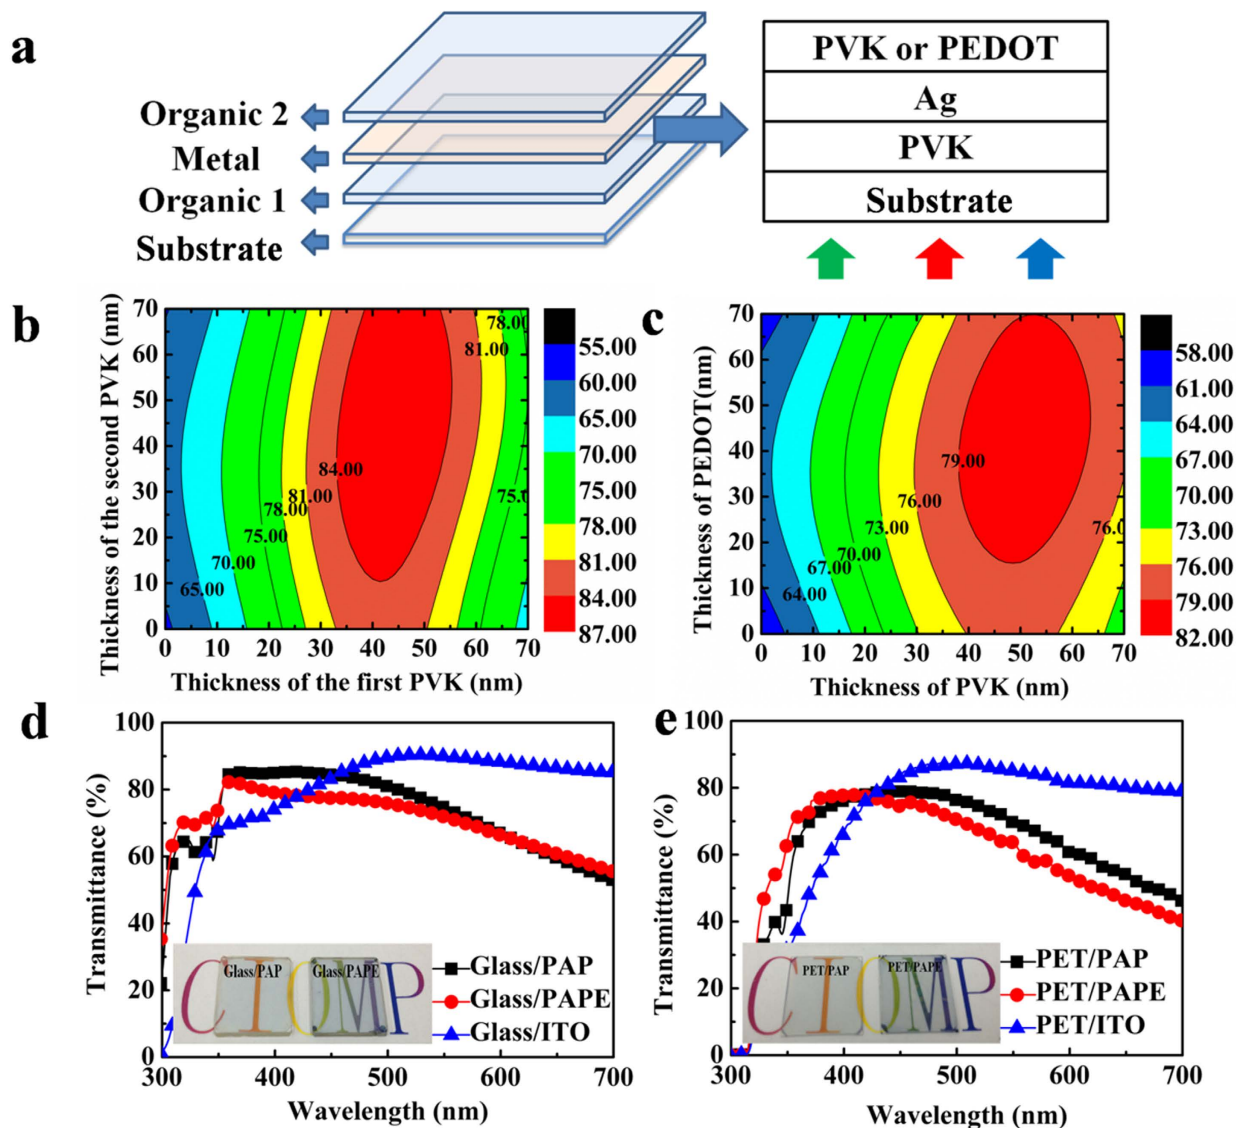 a
Organic 2
Metal
Organic 1
Substrate
PVK or PEDOT
Ag
PVK
Substrate
b
Thickness of the second PVK (nm)
70
60
50
40
30
20
10
0
0 10 20 30 40 50 60 70
Thickness of the first PVK (nm)
78.00
81.00
84.00
81.00
78.00
75.00
75.0
70.00
65.00
55.00
60.00
65.00
70.00
75.00
78.00
81.00
84.00
87.00
c
Thickness of PEDOT(nm)
70
60
50
40
30
20
10
0
0 10 20 30 40 50 60 70
Thickness of PVK (nm)
79.00
76.00
73.00
76.0
70.00
67.00
64.00
58.00
61.00
64.00
67.00
70.00
73.00
76.00
79.00
82.00
d
Transmittance (%)
100
80
60
40
20
0
300 400 500 600 700
Wavelength (nm)
Glass/PAP
Glass/PAPE
Glass/ITO
CIOMP
Glass/PAP Glass/PAPE
e
Transmittance (%)
100
80
60
40
20
0
300 400 500 600 700
Wavelength (nm)
PET/PAP
PET/PAPE
PET/ITO
CIOMP
PET/PAP PET/PAPE